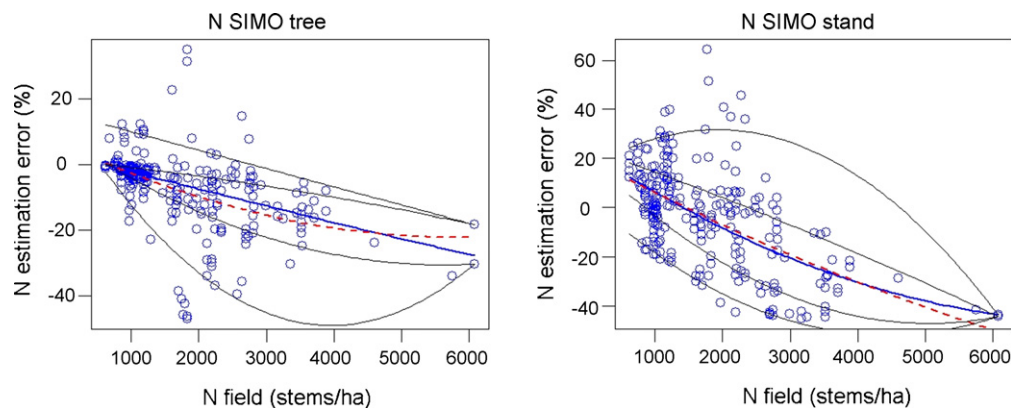 N SIMO tree
N estimation error (%)
20
0
-20
-40
1000 2000 3000 4000 5000 6000
N field (stems/ha)
N SIMO stand
N estimation error (%)
60
40
20
0
-20
-40
1000 2000 3000 4000 5000 6000
N field (stems/ha)